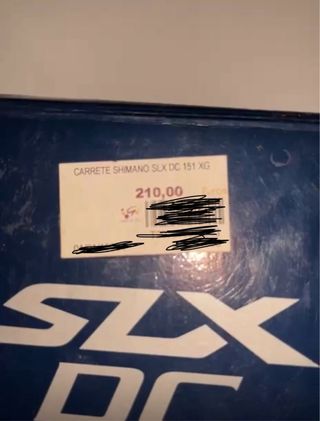 CARRETE SHIMANO SLX DC 151 XG
210,00
SLX
DC